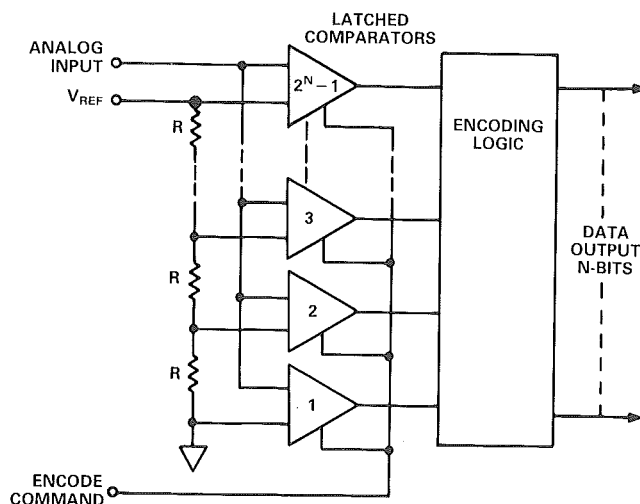 LATCHED
COMPARATORS
ANALOG
INPUT
V_REF
2^N – 1
R
ENCODING
LOGIC
3
R
2
DATA
OUTPUT
N-BITS
R
1
ENCODE
COMMAND